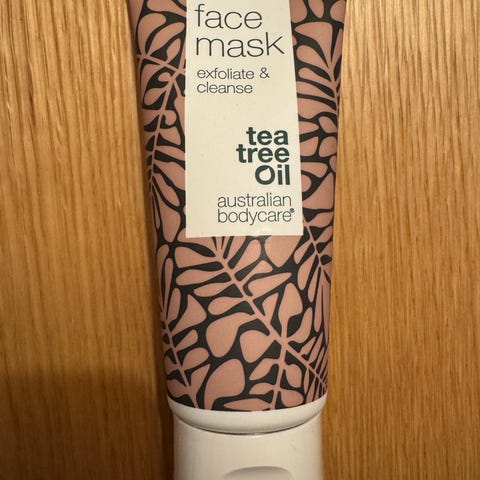 face
mask
exfoliate &
cleanse
tea
tree
Oil
australian
bodycare®